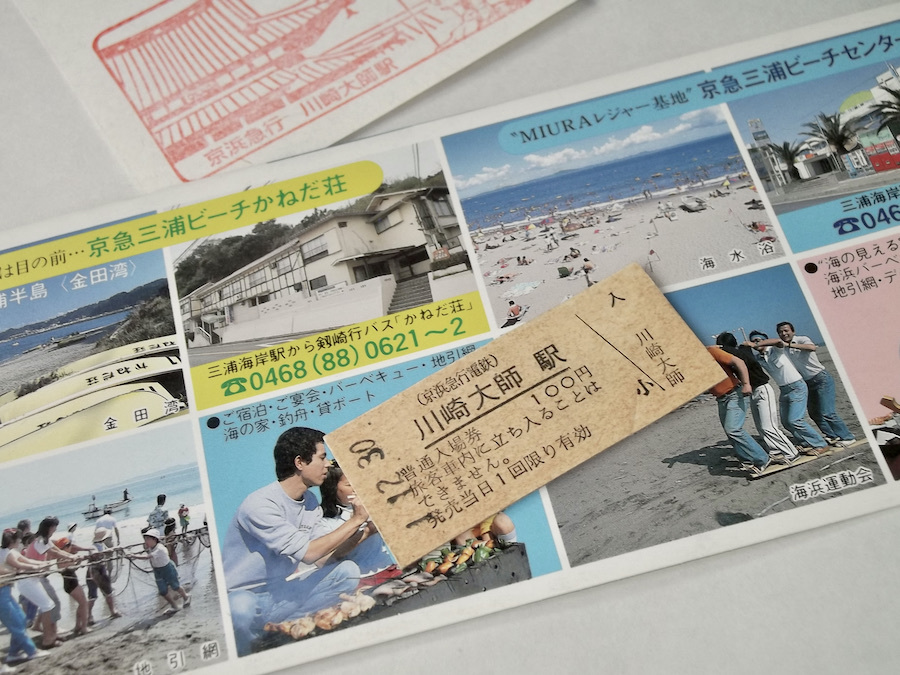 京浜急行 川崎大師駅
"MIURAレジャー基地" 京急三浦ビーチセンター
は目の前…京急三浦ビーチかねだ荘
浦半島〈金田湾〉
かねだ荘
金田湾
三浦海岸駅から剱崎行バス「かねだ荘」
☎0468(88)0621~2
海水浴
三浦海岸
☎046
●ご宿泊・ご宴会・バーベキュー・地引網
海の家・釣舟・貸ボート
●"海の見える
海浜バーベ
地引網・デ
地引網
海浜運動会
30
12
(京浜急行電鉄)
川崎大師駅
100円
普通入場券
旅客車内に立ち入ることは
できません。
発売当日1回限り有効
入
川崎大師
小